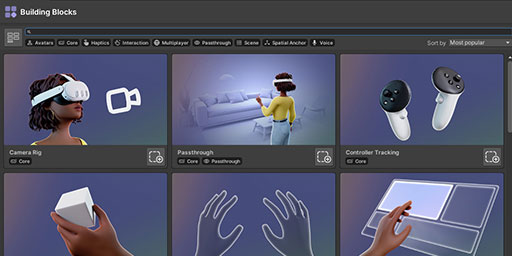 Building Blocks
Avatars Core Haptics Interaction Multiplayer Passthrough Scene Spatial Anchor Voice
Sort by Most popular
Camera Rig Passthrough Controller Tracking
Core Core Passthrough Core